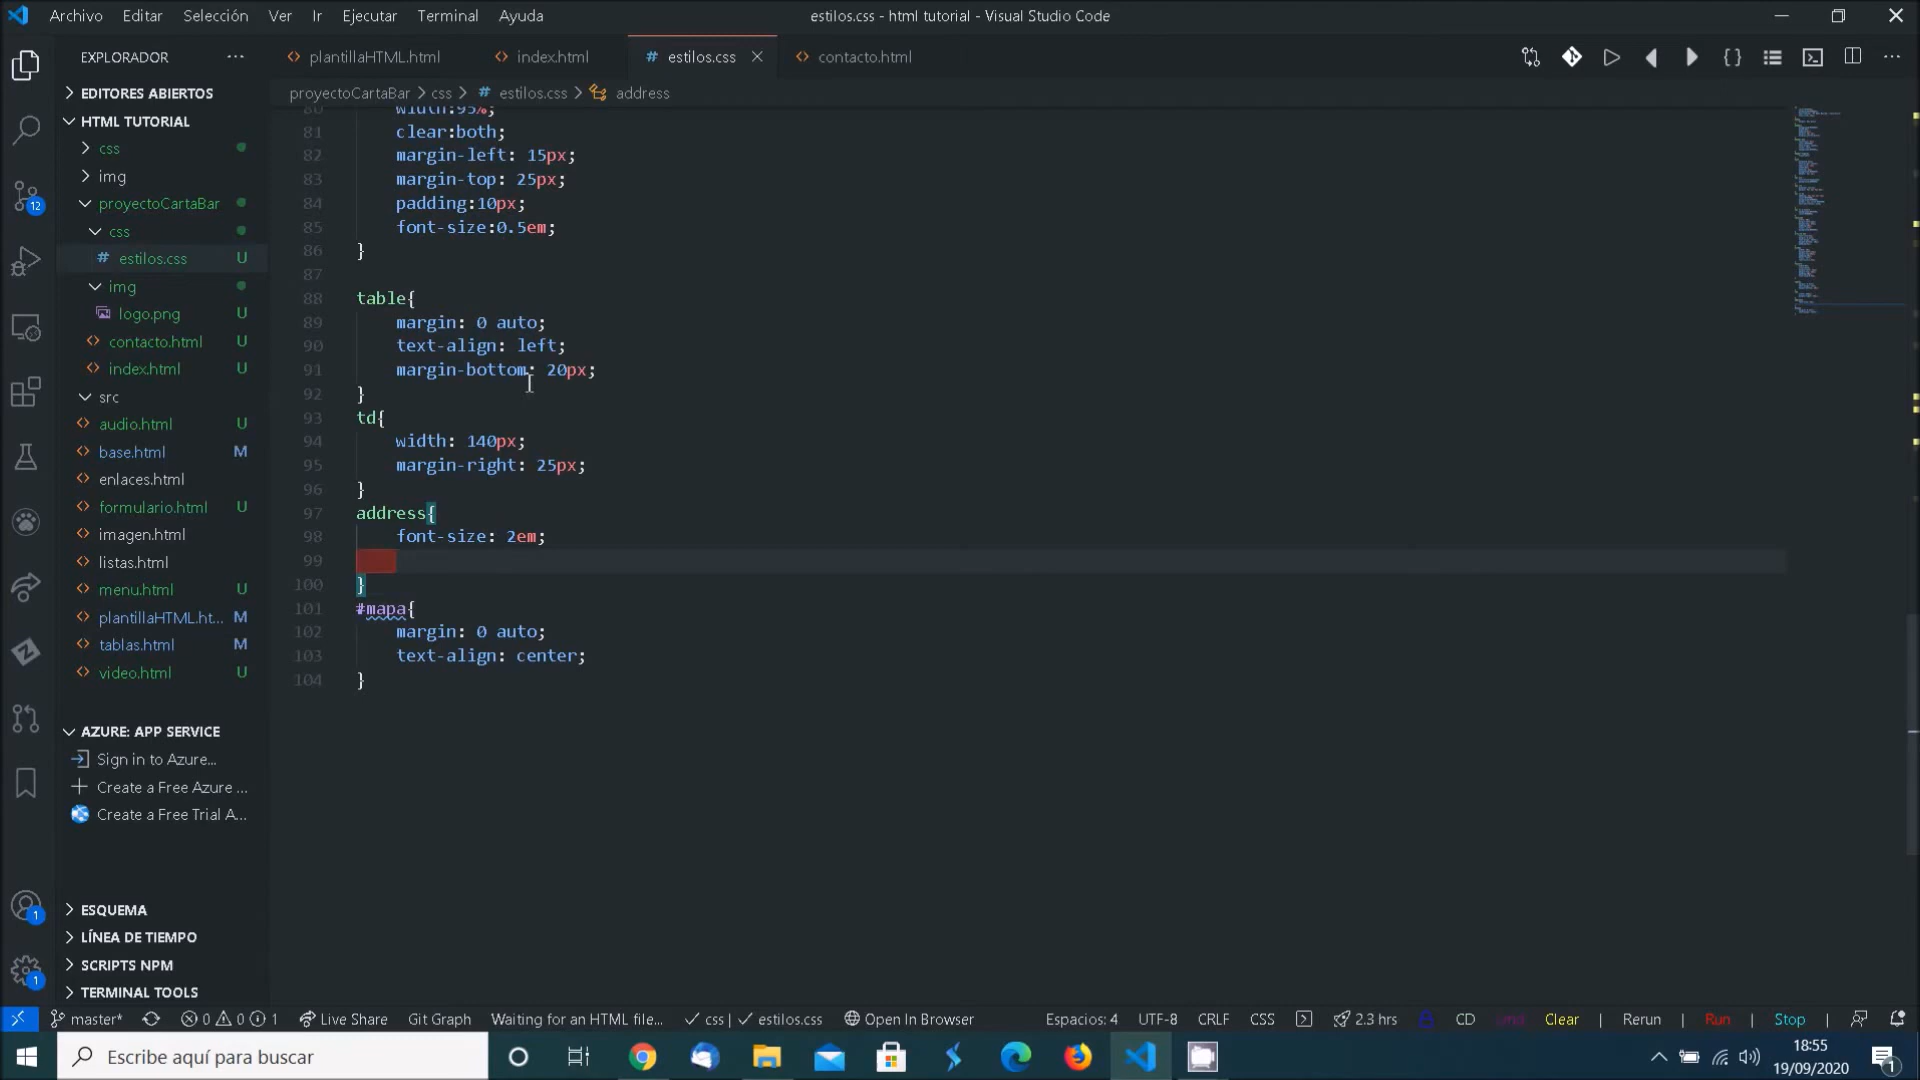 Archivo Editar Selección Ver Ir Ejecutar Terminal Ayuda
estilos.css - html tutorial - Visual Studio Code
EXPLORADOR
plantillaHTML.html index.html estilos.css contacto.html
EDITORES ABIERTOS
proyectoCartaBar > css > estilos.css > address
HTML TUTORIAL
css
img
proyectoCartaBar
css
estilos.css U
img
logo.png U
contacto.html U
index.html U
src
audio.html U
base.html M
enlaces.html
formulario.html U
imagen.html
listas.html
menu.html U
plantillaHTML.ht... M
tablas.html M
video.html U
AZURE: APP SERVICE
Sign in to Azure...
Create a Free Azure ...
Create a Free Trial A...
ESQUEMA
LÍNEA DE TIEMPO
SCRIPTS NPM
TERMINAL TOOLS
12
1
1
80 width:95%;
81 clear:both;
82 margin-left: 15px;
83 margin-top: 25px;
84 padding:10px;
85 font-size:0.5em;
86 }
87
88 table{
89 margin: 0 auto;
90 text-align: left;
91 margin-bottom: 20px;
92 }
93 td{
94 width: 140px;
95 margin-right: 25px;
96 }
97 address{
98 font-size: 2em;
99
100 }
101 #mapa{
102 margin: 0 auto;
103 text-align: center;
104 }
master* 0 0 1 Live Share Git Graph Waiting for an HTML file... css | estilos.css Open In Browser Espacios: 4 UTF-8 CRLF CSS 2.3 hrs CD Clear | Rerun | Run | Stop |
Escribe aquí para buscar
18:55
19/09/2020
1